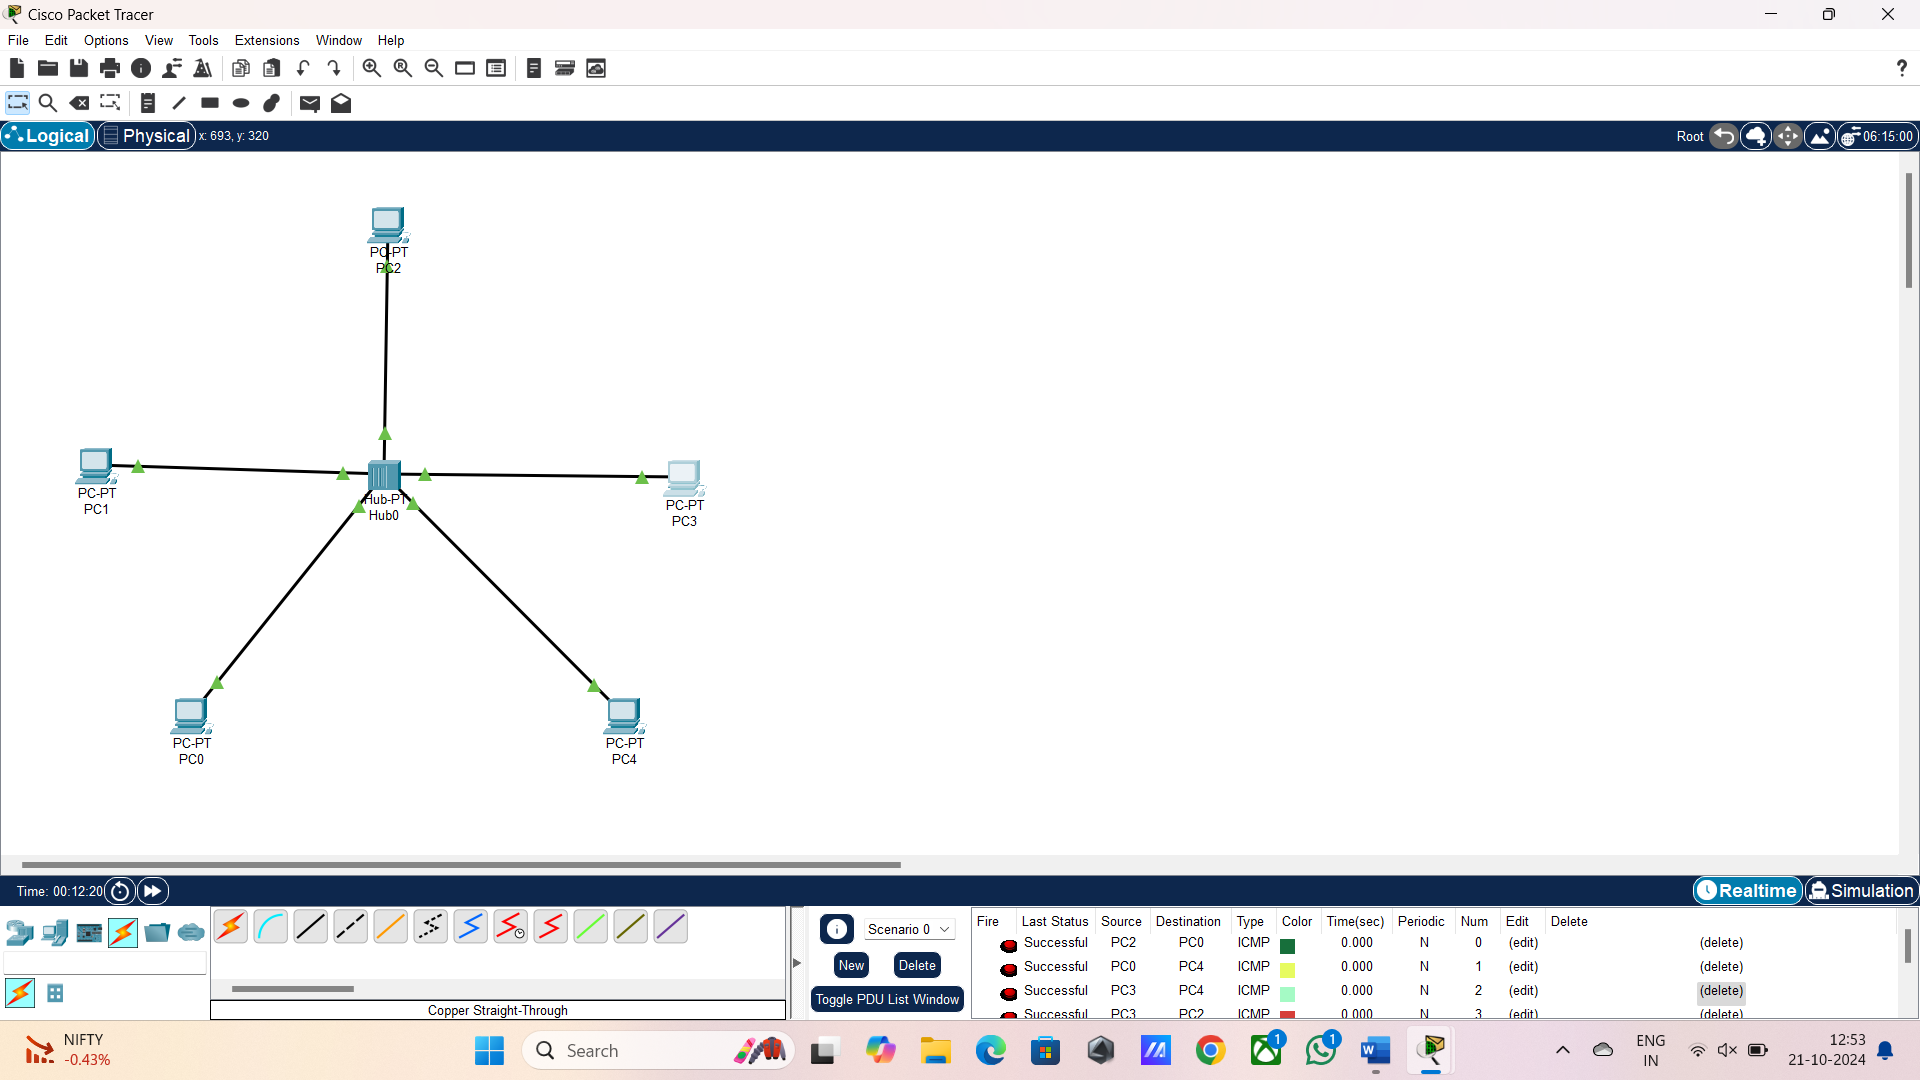 Cisco Packet Tracer
File Edit Options View Tools Extensions Window Help
?
Logical Physical x: 693, y: 320 Root 06:15:00
PC-PT
PC2
PC-PT
PC1
Hub-PT
Hub0
PC-PT
PC3
PC-PT
PC0
PC-PT
PC4
Time: 00:12:20 Realtime Simulation
Scenario 0
New Delete
Toggle PDU List Window
Copper Straight-Through
Fire Last Status Source Destination Type Color Time(sec) Periodic Num Edit Delete
Successful PC2 PC0 ICMP 0.000 N 0 (edit) (delete)
Successful PC0 PC4 ICMP 0.000 N 1 (edit) (delete)
Successful PC3 PC4 ICMP 0.000 N 2 (edit) (delete)
Successful PC3 PC2 ICMP 0.000 N 3 (edit) (delete)
NIFTY
-0.43%
Search
1
1
ENG
IN
12:53
21-10-2024